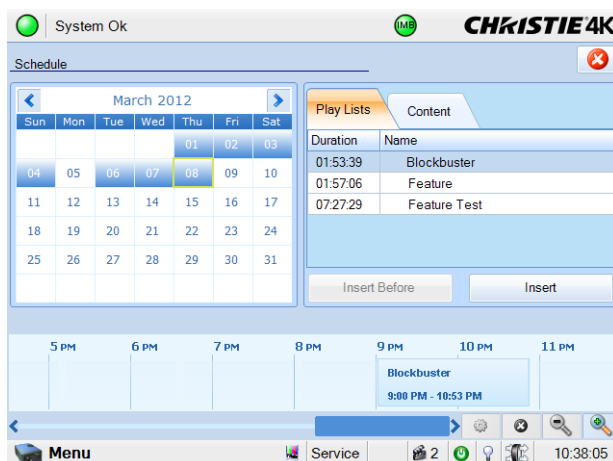 System Ok
IMB
CHRISTIE 4K
Schedule
March 2012
Sun Mon Tue Wed Thu Fri Sat
01 02 03
04 05 06 07 08 09 10
11 12 13 14 15 16 17
18 19 20 21 22 23 24
25 26 27 28 29 30 31
Play Lists Content
Duration Name
01:53:39 Blockbuster
01:57:06 Feature
07:27:29 Feature Test
Insert Before Insert
5 PM 6 PM 7 PM 8 PM 9 PM 10 PM 11 PM
Blockbuster
9:00 PM - 10:53 PM
Menu Service 2 10:38:05